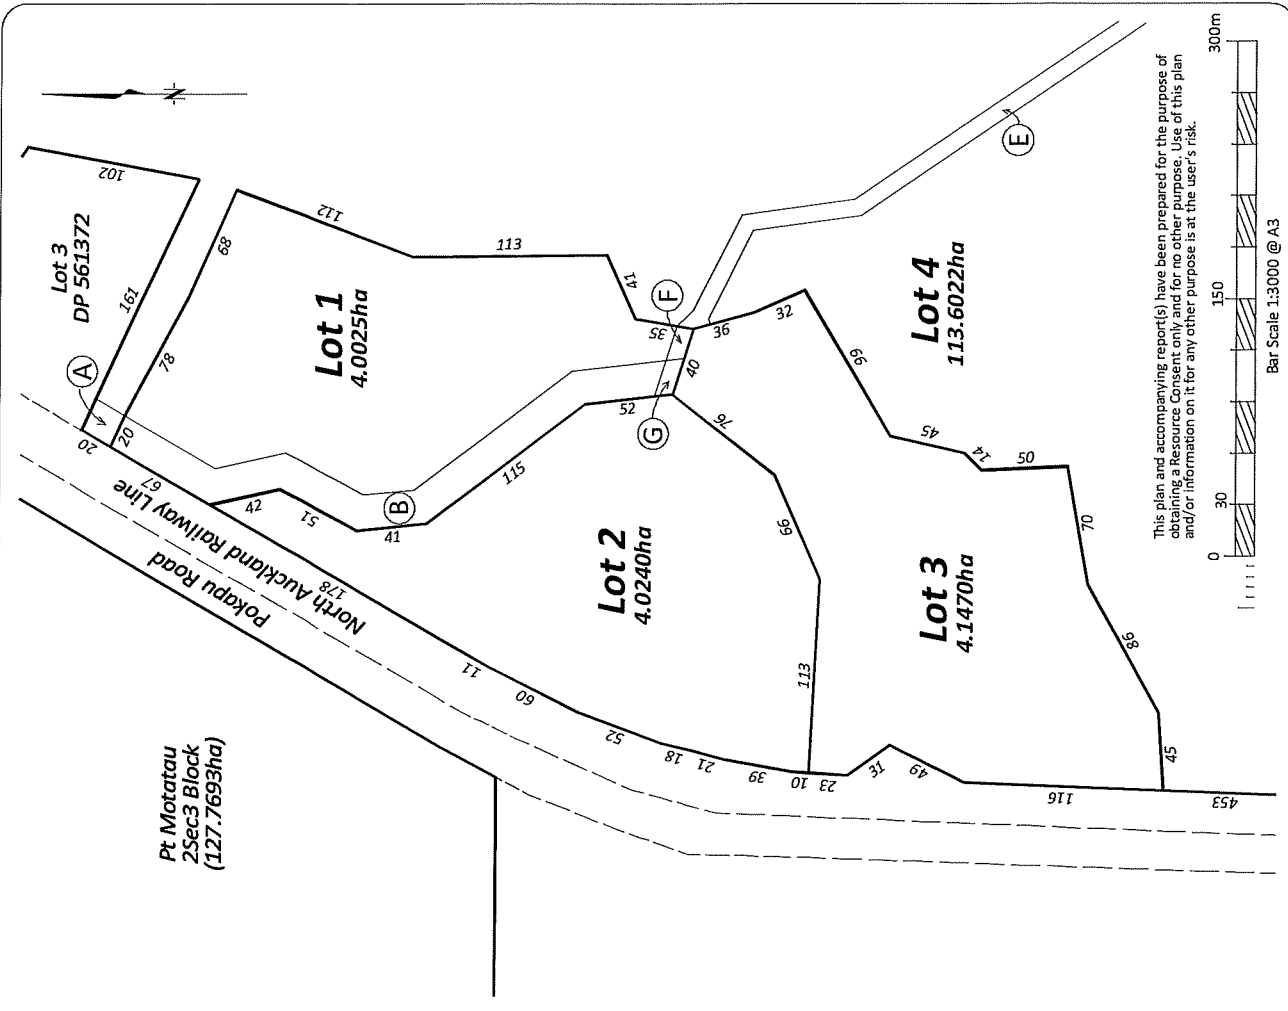 Lot 3
DP 561372
102
161
68
78
A
20
20
67
112
Lot 1
4.0025ha
113
41
35
F
40
G
36
32
42
51
41
B
115
52
76
66
113
178
North Auckland Railway Line
Pokapu Road
11
60
52
18
21
39
10
23
31
49
116
453
Pt Motatau
2Sec3 Block
(127.7693ha)
Lot 2
4.0240ha
Lot 3
4.1470ha
99
45
14
50
70
86
45
Lot 4
113.6022ha
E
N
This plan and accompanying report(s) have been prepared for the purpose of
obtaining a Resource Consent only and for no other purpose. Use of this plan
and/or information on it for any other purpose is at the user's risk.
0
30
150
300m
Bar Scale 1:3000 @ A3